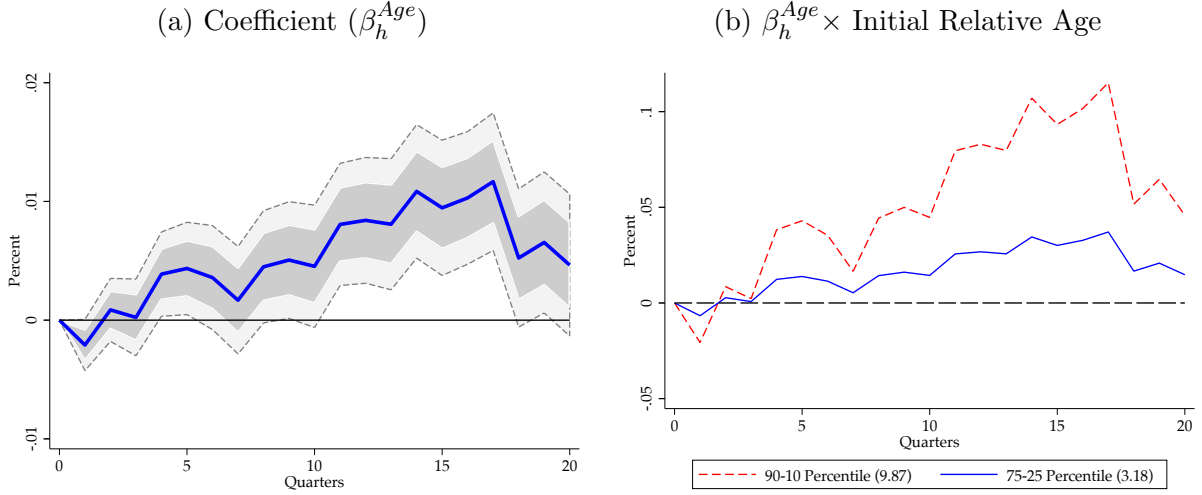 (a) Coefficient (β_h^{Age})
.02
.01
0
-.01
Percent
0 5 10 15 20
Quarters
(b) β_h^{Age} × Initial Relative Age
.1
.05
0
-.05
Percent
0 5 10 15 20
Quarters
90-10 Percentile (9.87) 75-25 Percentile (3.18)